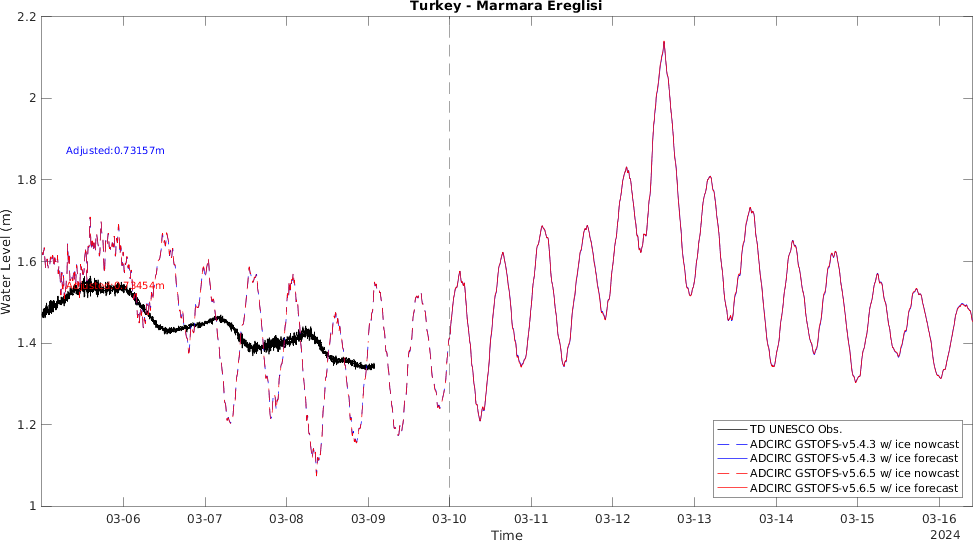 Turkey - Marmara Ereglisi
2.2
2
1.8
1.6
1.4
1.2
1
Water Level (m)
Adjusted:0.73157m
Adjusted:0.73454m
TD UNESCO Obs.
ADCIRC GSTOFS-v5.4.3 w/ ice nowcast
ADCIRC GSTOFS-v5.4.3 w/ ice forecast
ADCIRC GSTOFS-v5.6.5 w/ ice nowcast
ADCIRC GSTOFS-v5.6.5 w/ ice forecast
03-06 03-07 03-08 03-09 03-10 03-11 03-12 03-13 03-14 03-15 03-16
Time
2024